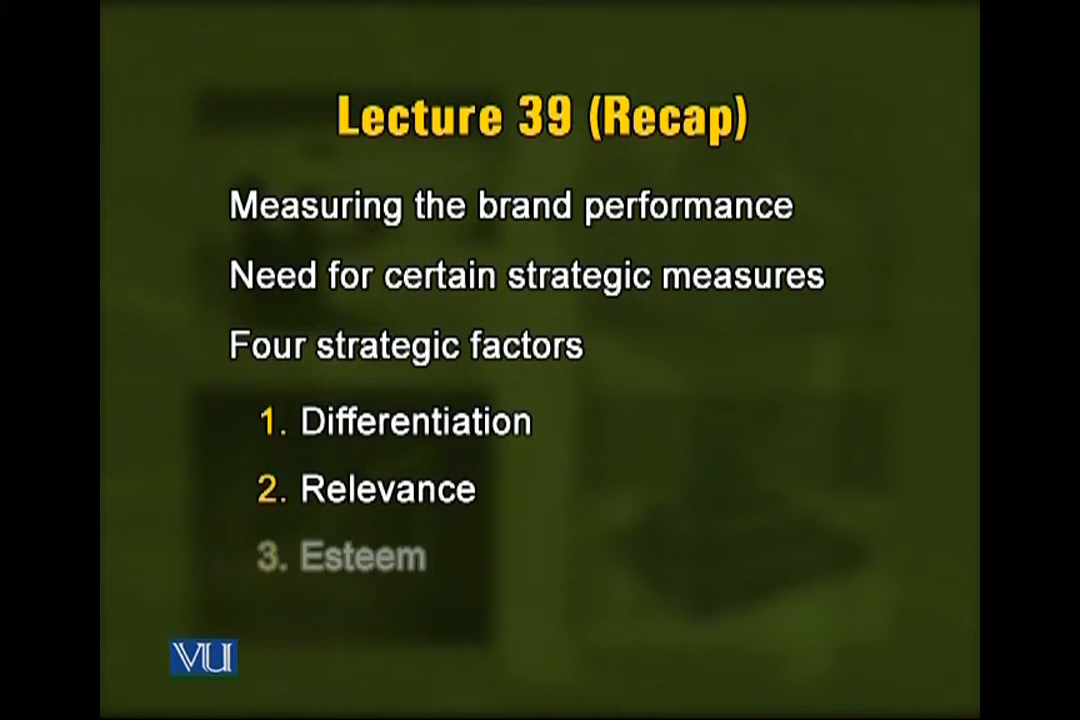 Lecture 39 (Recap)
Measuring the brand performance
Need for certain strategic measures
Four strategic factors
1. Differentiation
2. Relevance
3. Esteem
VU